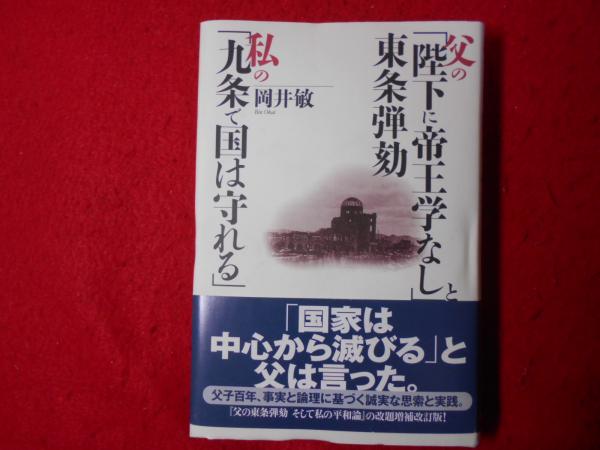 父の
「陛下に帝王学なし」と
東条弾劾
岡井敏
Bin Okai
私の
「九条で国は守れる」
「国家は
中心から滅びる」と
父は言った。
父子百年、事実と論理に基づく誠実な思索と実践。
『父の東条弾劾 そして私の平和論』の改題増補改訂版!